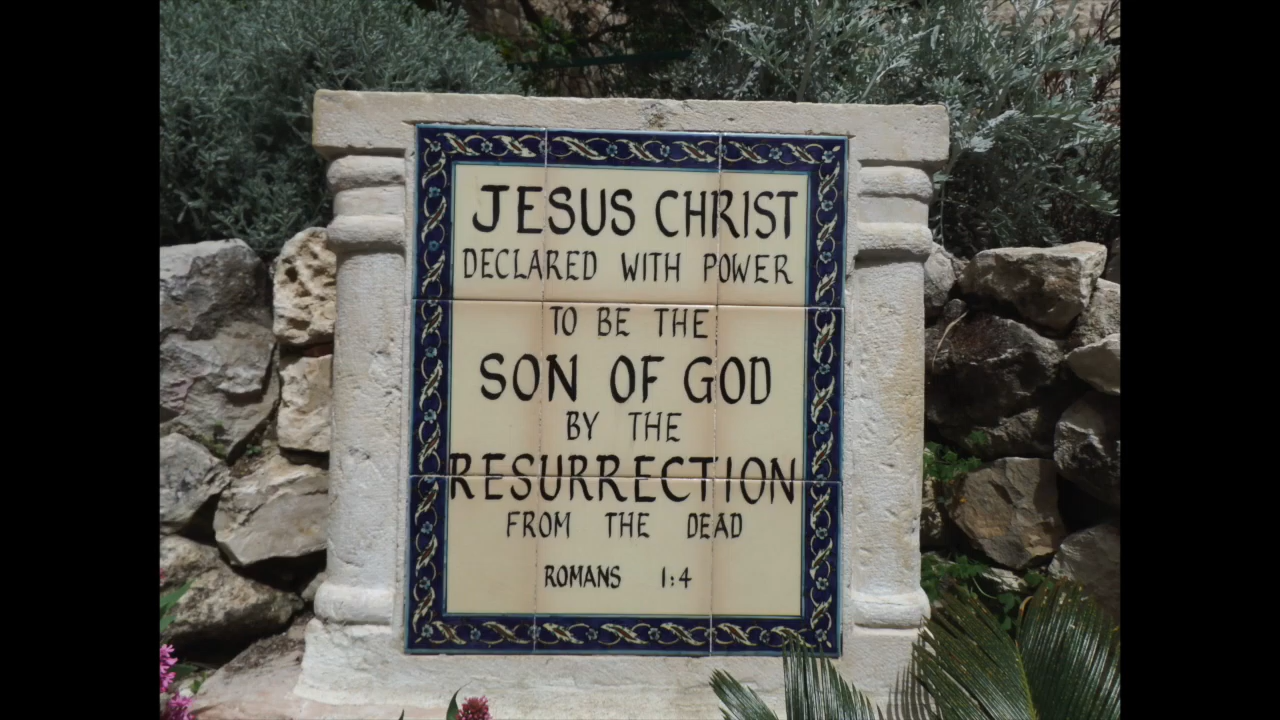 JESUS CHRIST
DECLARED WITH POWER
TO BE THE
SON OF GOD
BY THE
RESURRECTION
FROM THE DEAD
ROMANS 1:4